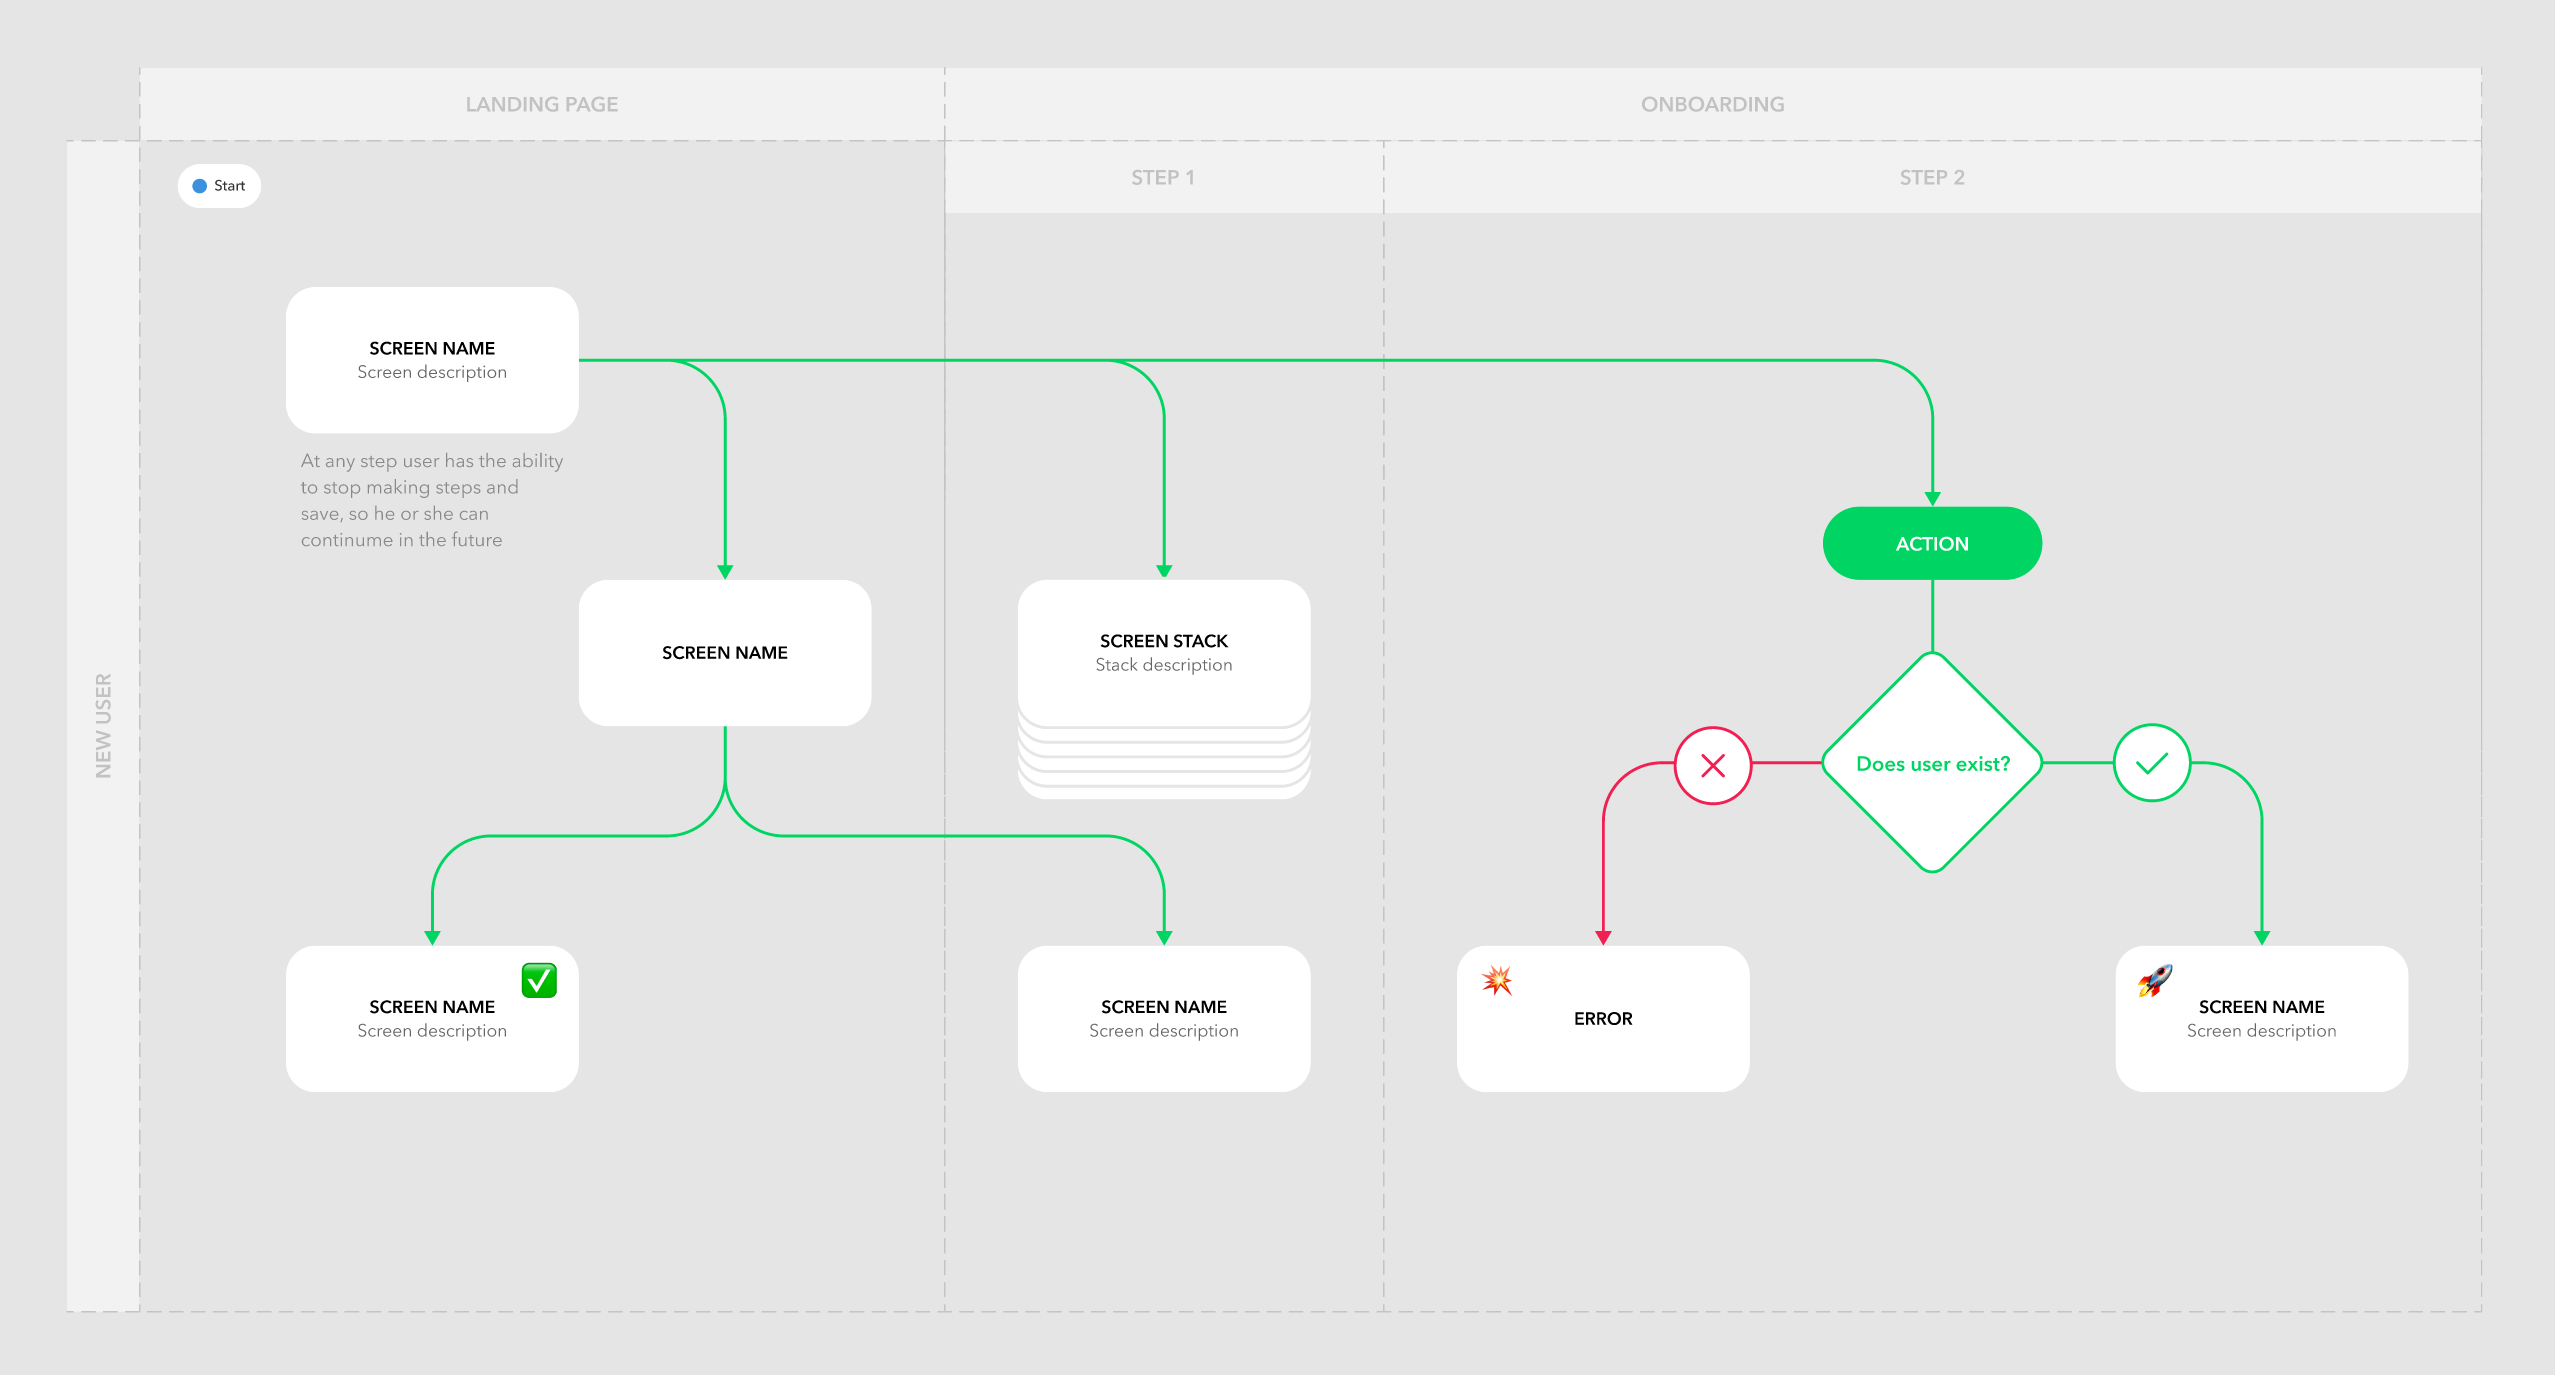 LANDING PAGE
ONBOARDING
STEP 1
STEP 2
NEW USER
Start
SCREEN NAME
Screen description
At any step user has the ability
to stop making steps and
save, so he or she can
continume in the future
ACTION
SCREEN NAME
SCREEN STACK
Stack description
Does user exist?
SCREEN NAME
Screen description
SCREEN NAME
Screen description
ERROR
SCREEN NAME
Screen description